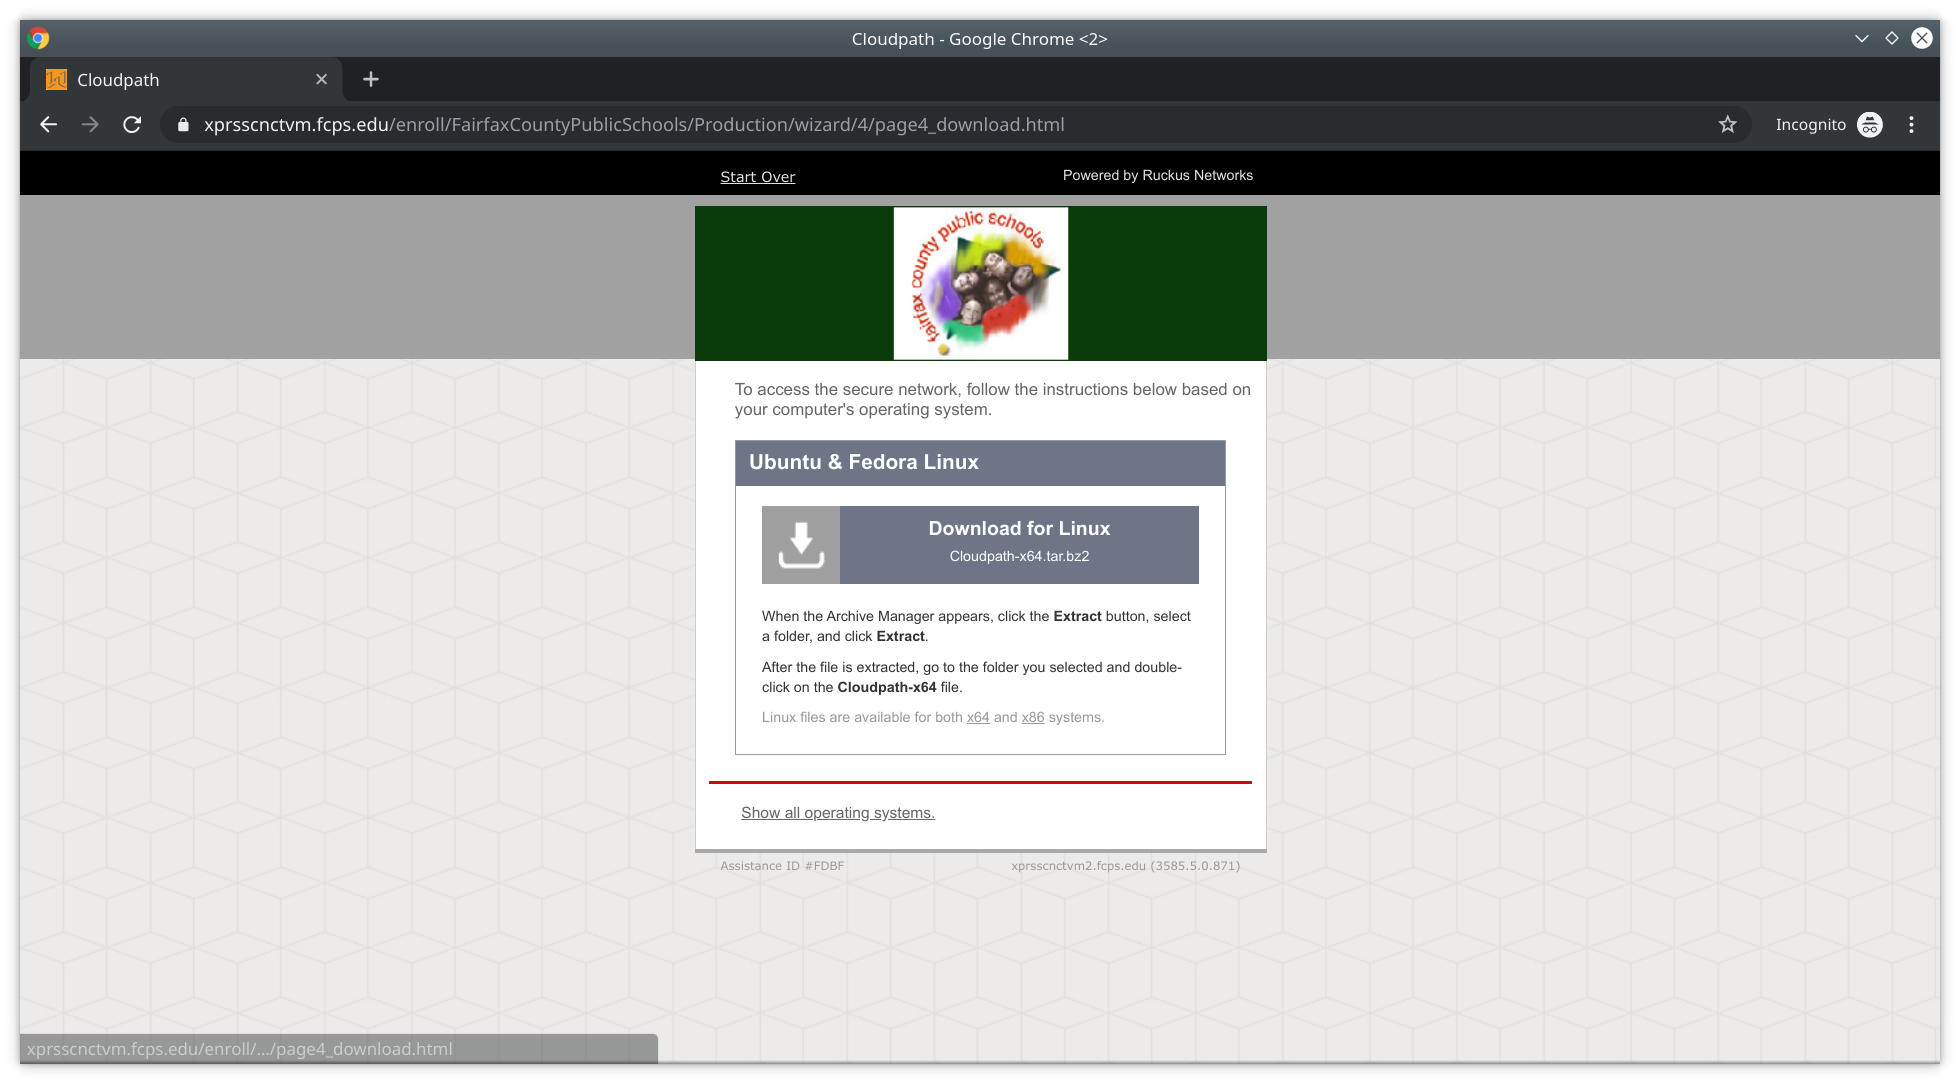 Cloudpath - Google Chrome <2>
Cloudpath
xprsscnctvm.fcps.edu/enroll/FairfaxCountyPublicSchools/Production/wizard/4/page4_download.html
Incognito
Start Over
Powered by Ruckus Networks
fairfax county public schools
To access the secure network, follow the instructions below based on
your computer's operating system.
Ubuntu & Fedora Linux
Download for Linux
Cloudpath-x64.tar.bz2
When the Archive Manager appears, click the Extract button, select
a folder, and click Extract.
After the file is extracted, go to the folder you selected and double-
click on the Cloudpath-x64 file.
Linux files are available for both x64 and x86 systems.
Show all operating systems.
Assistance ID #FDBF
xprsscnctvm2.fcps.edu (3585.5.0.871)
xprsscnctvm.fcps.edu/enroll/.../page4_download.html